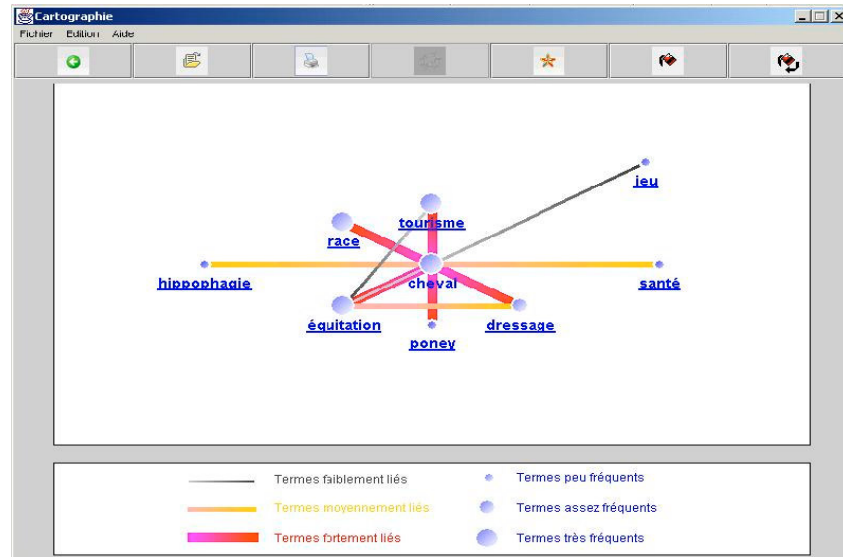 Cartographie
Fichier Edition Aide
jeu
tourisme
race
hippophagie
cheval
santé
équitation
dressage
poney
Termes faiblement liés
Termes peu fréquents
Termes moyennement liés
Termes assez fréquents
Termes fortement liés
Termes très fréquents